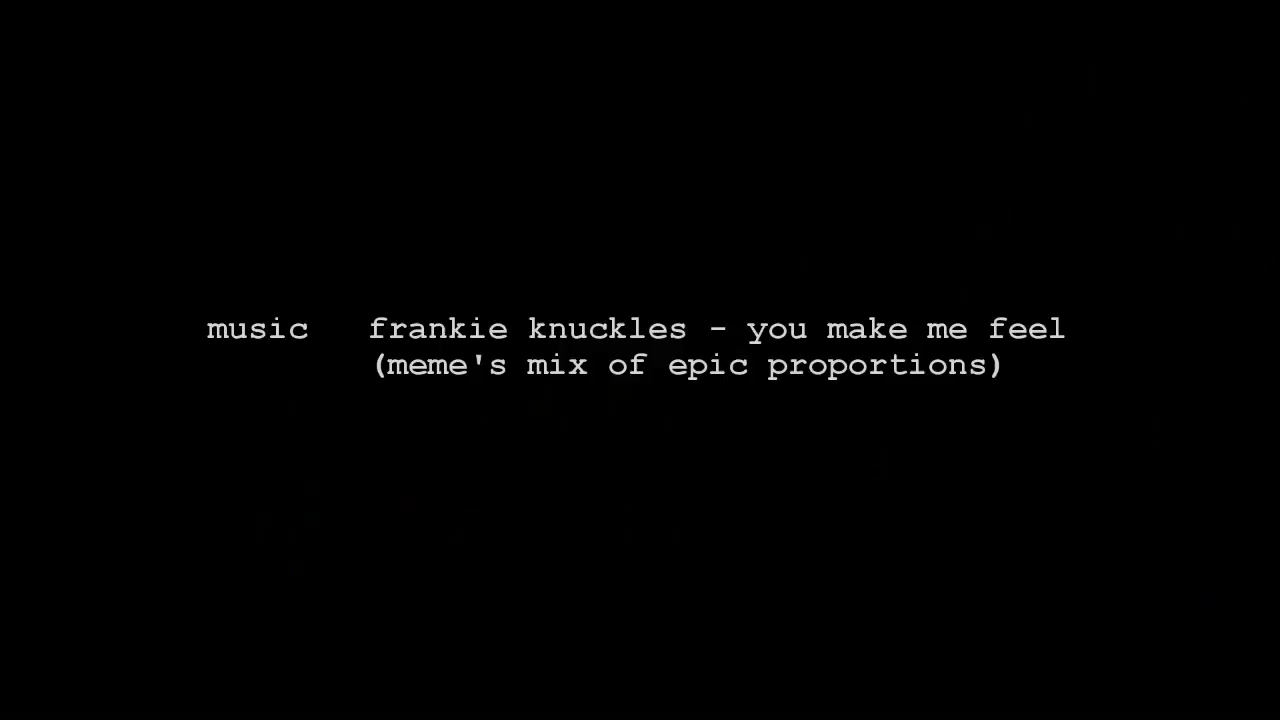 music frankie knuckles - you make me feel
(meme's mix of epic proportions)